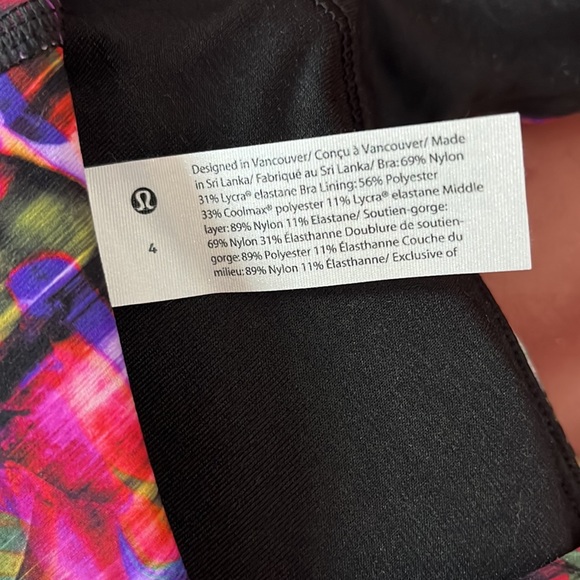 Designed in Vancouver/ Conçu à Vancouver/ Made
in Sri Lanka/ Fabriqué au Sri Lanka/ Bra:69% Nylon
31% Lycra® elastane Bra Lining:56% Polyester
33% Coolmax® polyester 11% Lycra® elastane Middle
layer:89% Nylon 11% Elastane/ Soutien-gorge:
69% Nylon 31% Élasthanne Doublure de soutien-
gorge: 89% Polyester 11% Élasthanne Couche du
milieu:89% Nylon 11% Élasthanne/ Exclusive of
4